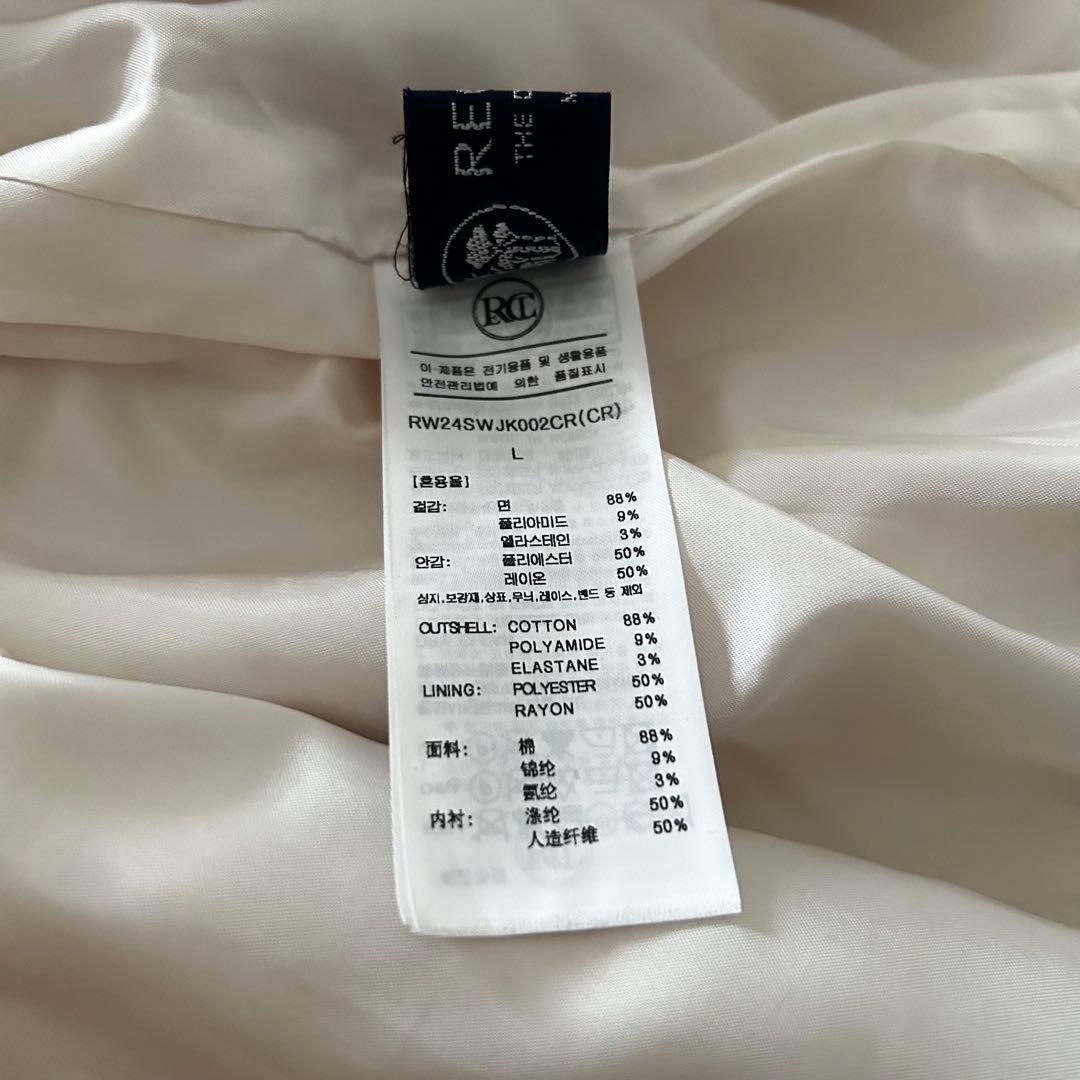 RE
THE
RCC
이 제품은 전기용품 및 생활용품
안전관리법에 의한 품질표시
RW24SWJK002CR(CR)
L
[혼용율]
겉감: 면 88%
폴리아미드 9%
엘라스테인 3%
안감: 폴리에스터 50%
레이온 50%
심지,보강재,상표,무늬,레이스,밴드 등 제외
OUTSHELL: COTTON 88%
POLYAMIDE 9%
ELASTANE 3%
LINING: POLYESTER 50%
RAYON 50%
面料: 棉 88%
锦纶 9%
氨纶 3%
内衬: 涤纶 50%
人造纤维 50%